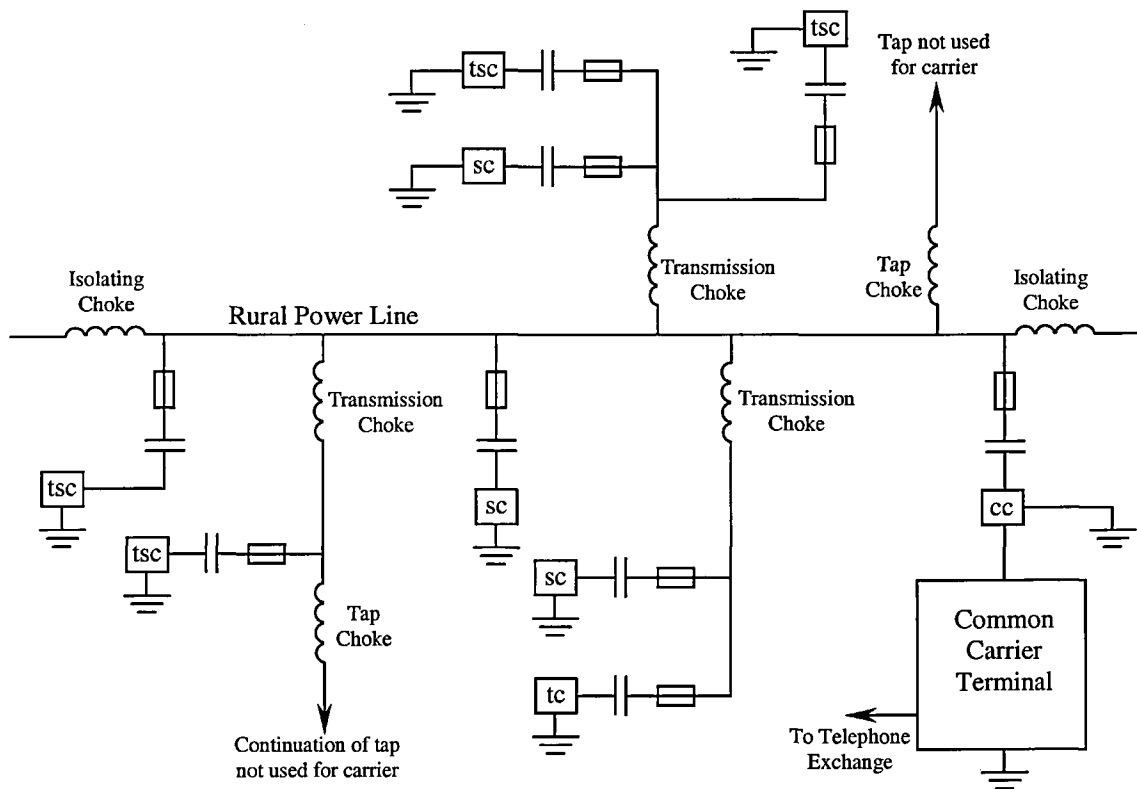 tsc
Tap not used
for carrier
tsc
sc
Transmission
Choke
Tap
Choke
Isolating
Choke
Isolating
Choke
Rural Power Line
Transmission
Choke
Transmission
Choke
tsc
sc
cc
tsc
sc
Tap
Choke
tc
Common
Carrier
Terminal
To Telephone
Exchange
Continuation of tap
not used for carrier